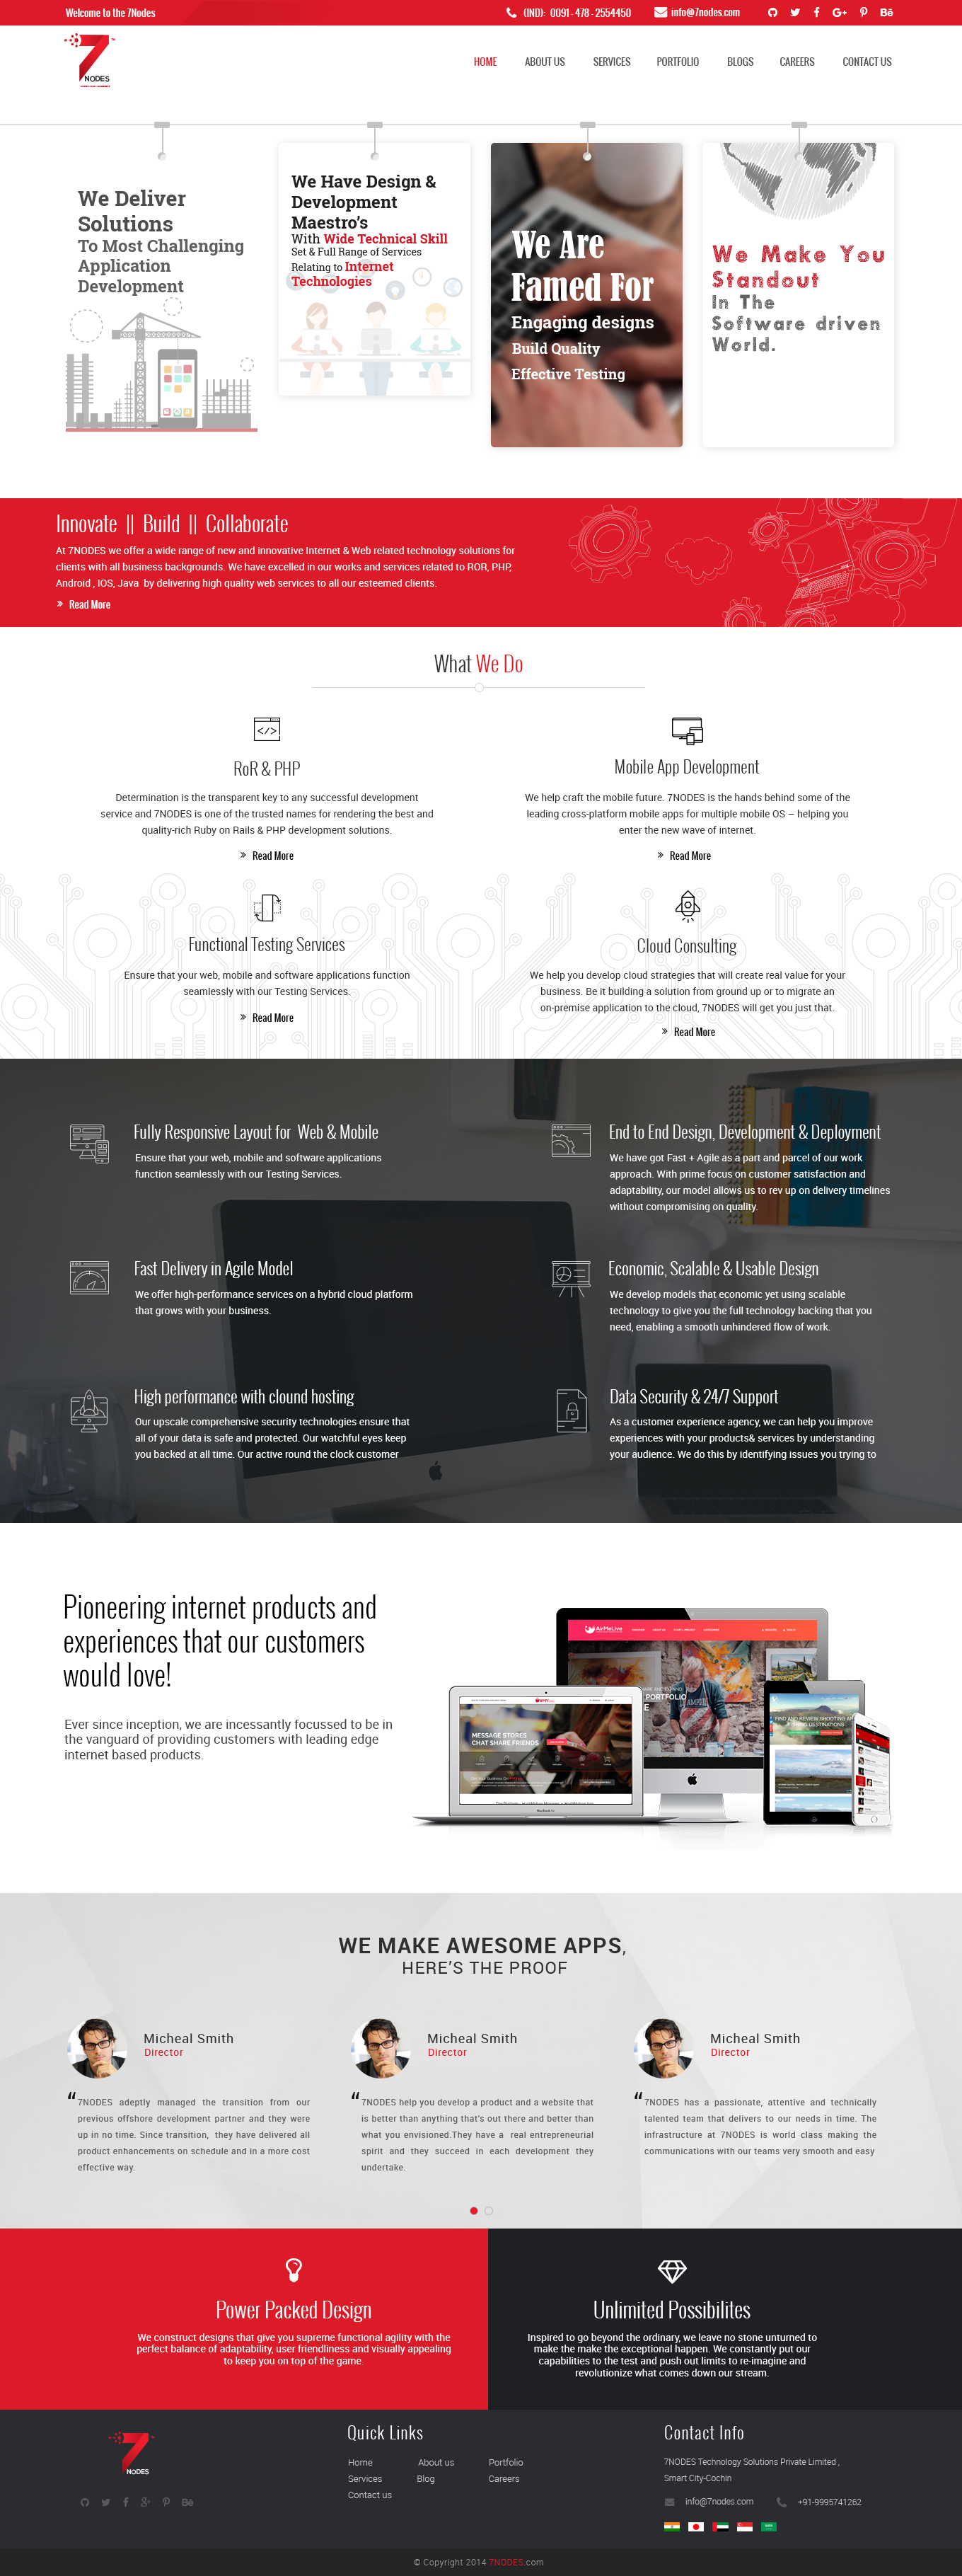 Welcome to the 7Nodes
(IND): 0091 - 478 - 2554450
info@7nodes.com
7
NODES
HOME ABOUT US SERVICES PORTFOLIO BLOGS CAREERS CONTACT US
We Deliver
Solutions
To Most Challenging
Application
Development
We Have Design &
Development
Maestro's
With Wide Technical Skill
Set & Full Range of Services
Relating to Internet
Technologies
We Are
Famed For
Engaging designs
Build Quality
Effective Testing
We Make You
Standout
In The
Software driven
World.
Innovate || Build || Collaborate
At 7NODES we offer a wide range of new and innovative Internet & Web related technology solutions for
clients with all business backgrounds. We have excelled in our works and services related to ROR, PHP,
Android , IOS, Java by delivering high quality web services to all our esteemed clients.
» Read More
What We Do
RoR & PHP
Determination is the transparent key to any successful development
service and 7NODES is one of the trusted names for rendering the best and
quality-rich Ruby on Rails & PHP development solutions.
» Read More
Mobile App Development
We help craft the mobile future. 7NODES is the hands behind some of the
leading cross-platform mobile apps for multiple mobile OS – helping you
enter the new wave of internet.
» Read More
Functional Testing Services
Ensure that your web, mobile and software applications function
seamlessly with our Testing Services.
» Read More
Cloud Consulting
We help you develop cloud strategies that will create real value for your
business. Be it building a solution from ground up or to migrate an
on-premise application to the cloud, 7NODES will get you just that.
» Read More
Fully Responsive Layout for Web & Mobile
Ensure that your web, mobile and software applications
function seamlessly with our Testing Services.
End to End Design, Development & Deployment
We have got Fast + Agile as a part and parcel of our work
approach. With prime focus on customer satisfaction and
adaptability, our model allows us to rev up on delivery timelines
without compromising on quality.
Fast Delivery in Agile Model
We offer high-performance services on a hybrid cloud platform
that grows with your business.
Economic, Scalable & Usable Design
We develop models that economic yet using scalable
technology to give you the full technology backing that you
need, enabling a smooth unhindered flow of work.
High performance with clound hosting
Our upscale comprehensive security technologies ensure that
all of your data is safe and protected. Our watchful eyes keep
you backed at all time. Our active round the clock customer
Data Security & 24/7 Support
As a customer experience agency, we can help you improve
experiences with your products& services by understanding
your audience. We do this by identifying issues you trying to
Pioneering internet products and
experiences that our customers
would love!
Ever since inception, we are incessantly focussed to be in
the vanguard of providing customers with leading edge
internet based products.
AirMeLive
PORTFOLIO
MESSAGE STORES
CHAT SHARE FRIENDS
FIND AND REVIEW SHOOTING AND
FISHING DESTINATIONS
WE MAKE AWESOME APPS,
HERE'S THE PROOF
Micheal Smith
Director
“ 7NODES adeptly managed the transition from our
previous offshore development partner and they were
up in no time. Since transition, they have delivered all
product enhancements on schedule and in a more cost
effective way.
Micheal Smith
Director
“ 7NODES help you develop a product and a website that
is better than anything that's out there and better than
what you envisioned.They have a real entrepreneurial
spirit and they succeed in each development they
undertake.
Micheal Smith
Director
“ 7NODES has a passionate, attentive and technically
talented team that delivers to our needs in time. The
infrastructure at 7NODES is world class making the
communications with our teams very smooth and easy
Power Packed Design
We construct designs that give you supreme functional agility with the
perfect balance of adaptability, user friendliness and visually appealing
to keep you on top of the game.
Unlimited Possibilites
Inspired to go beyond the ordinary, we leave no stone unturned to
make the make the exceptional happen. We constantly put our
capabilities to the test and push out limits to re-imagine and
revolutionize what comes down our stream.
7
NODES
Quick Links
Home About us Portfolio
Services Blog Careers
Contact us
Contact Info
7NODES Technology Solutions Private Limited ,
Smart City-Cochin
info@7nodes.com +91-9995741262
© Copyright 2014 7NODES.com